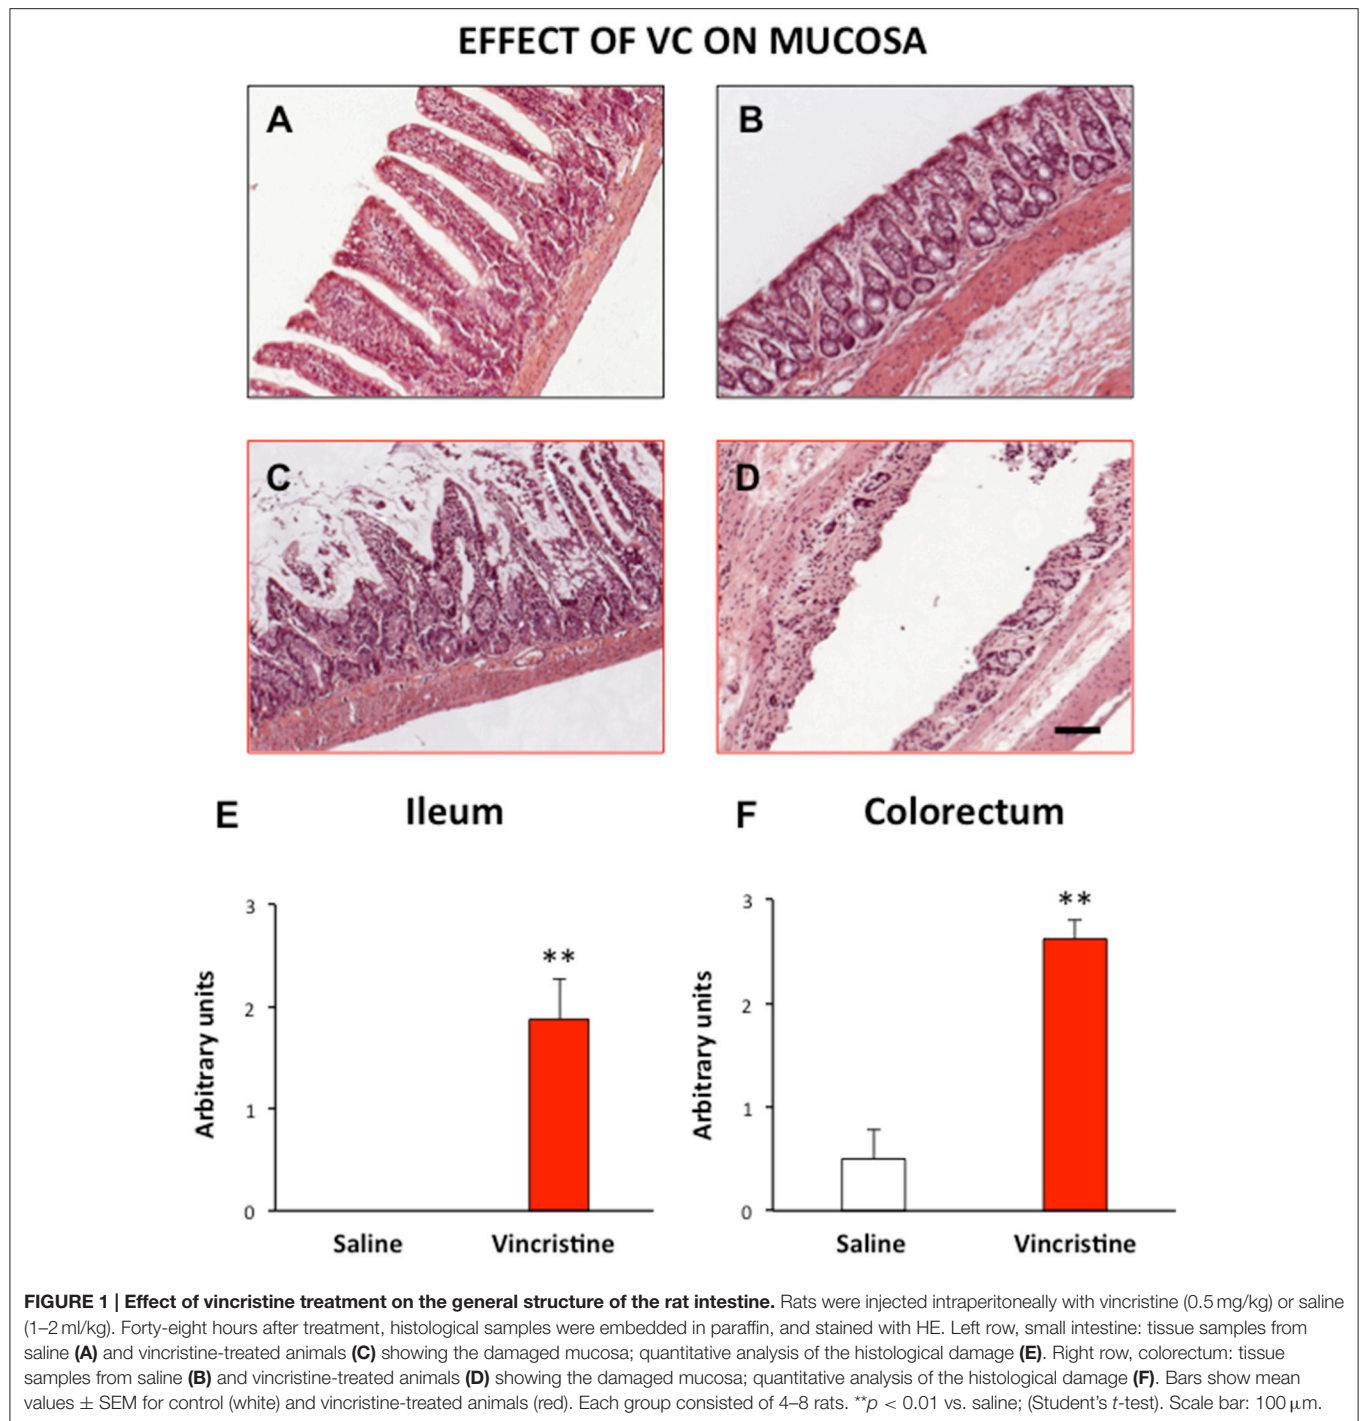 EFFECT OF VC ON MUCOSA
A
B
C
D
E
Ileum
F
Colorectum
3
2
1
0
Arbitrary units
**
Saline
Vincristine
3
2
1
0
Arbitrary units
**
Saline
Vincristine
FIGURE 1 | Effect of vincristine treatment on the general structure of the rat intestine. Rats were injected intraperitoneally with vincristine (0.5 mg/kg) or saline
(1–2 ml/kg). Forty-eight hours after treatment, histological samples were embedded in paraffin, and stained with HE. Left row, small intestine: tissue samples from
saline (A) and vincristine-treated animals (C) showing the damaged mucosa; quantitative analysis of the histological damage (E). Right row, colorectum: tissue
samples from saline (B) and vincristine-treated animals (D) showing the damaged mucosa; quantitative analysis of the histological damage (F). Bars show mean
values ± SEM for control (white) and vincristine-treated animals (red). Each group consisted of 4–8 rats. **p < 0.01 vs. saline; (Student's t-test). Scale bar: 100 μm.